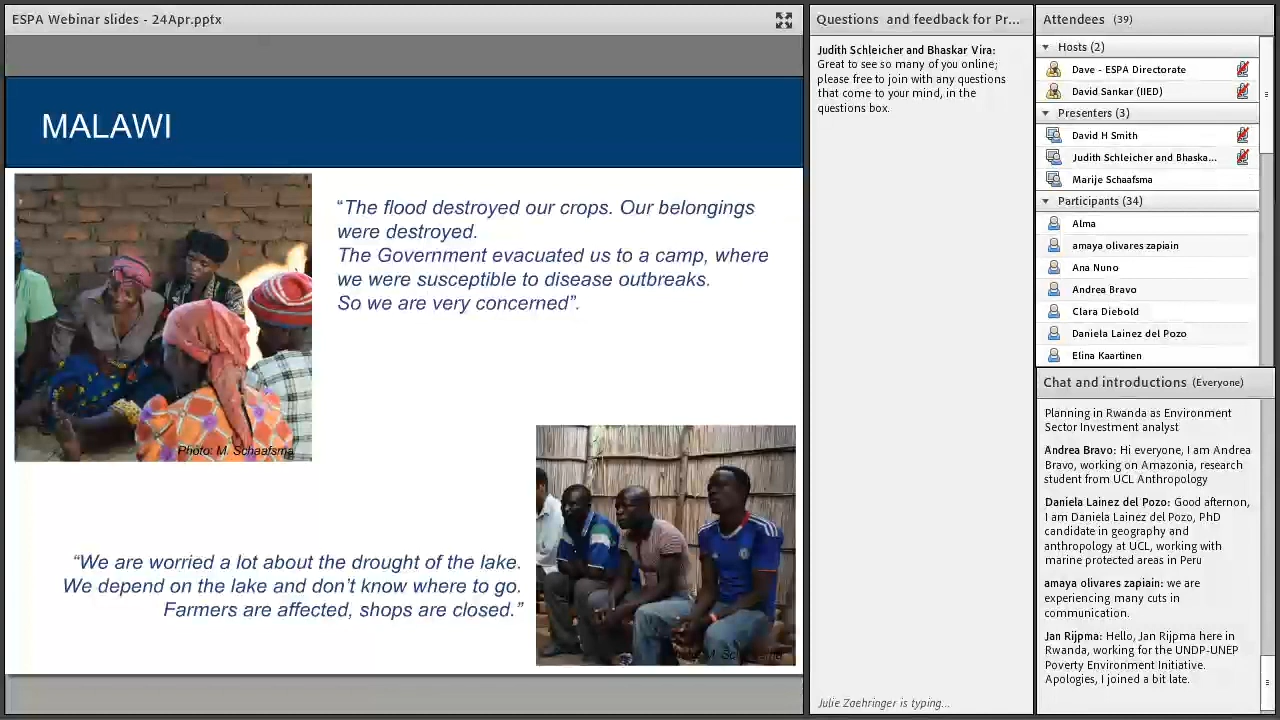 ESPA Webinar slides - 24Apr.pptx
MALAWI
“The flood destroyed our crops. Our belongings
were destroyed.
The Government evacuated us to a camp, where
we were susceptible to disease outbreaks.
So we are very concerned”.
Photo: M. Schaafsma
“We are worried a lot about the drought of the lake.
We depend on the lake and don’t know where to go.
Farmers are affected, shops are closed.”
Questions and feedback for Pr...
Judith Schleicher and Bhaskar Vira:
Great to see so many of you online;
please free to join with any questions
that come to your mind, in the
questions box.
Julie Zaehringer is typing...
Attendees (39)
Hosts (2)
Dave - ESPA Directorate
David Sankar (IIED)
Presenters (3)
David H Smith
Judith Schleicher and Bhaska...
Marije Schaafsma
Participants (34)
Alma
amaya olivares zapiain
Ana Nuno
Andrea Bravo
Clara Diebold
Daniela Lainez del Pozo
Elina Kaartinen
Chat and introductions (Everyone)
Planning in Rwanda as Environment
Sector Investment analyst
Andrea Bravo: Hi everyone, I am Andrea
Bravo, working on Amazonia, research
student from UCL Anthropology
Daniela Lainez del Pozo: Good afternon,
I am Daniela Lainez del Pozo, PhD
candidate in geography and
anthropology at UCL, working with
marine protected areas in Peru
amaya olivares zapiain: we are
experiencing many cuts in
communication.
Jan Rijpma: Hello, Jan Rijpma here in
Rwanda, working for the UNDP-UNEP
Poverty Environment Initiative.
Apologies, I joined a bit late.